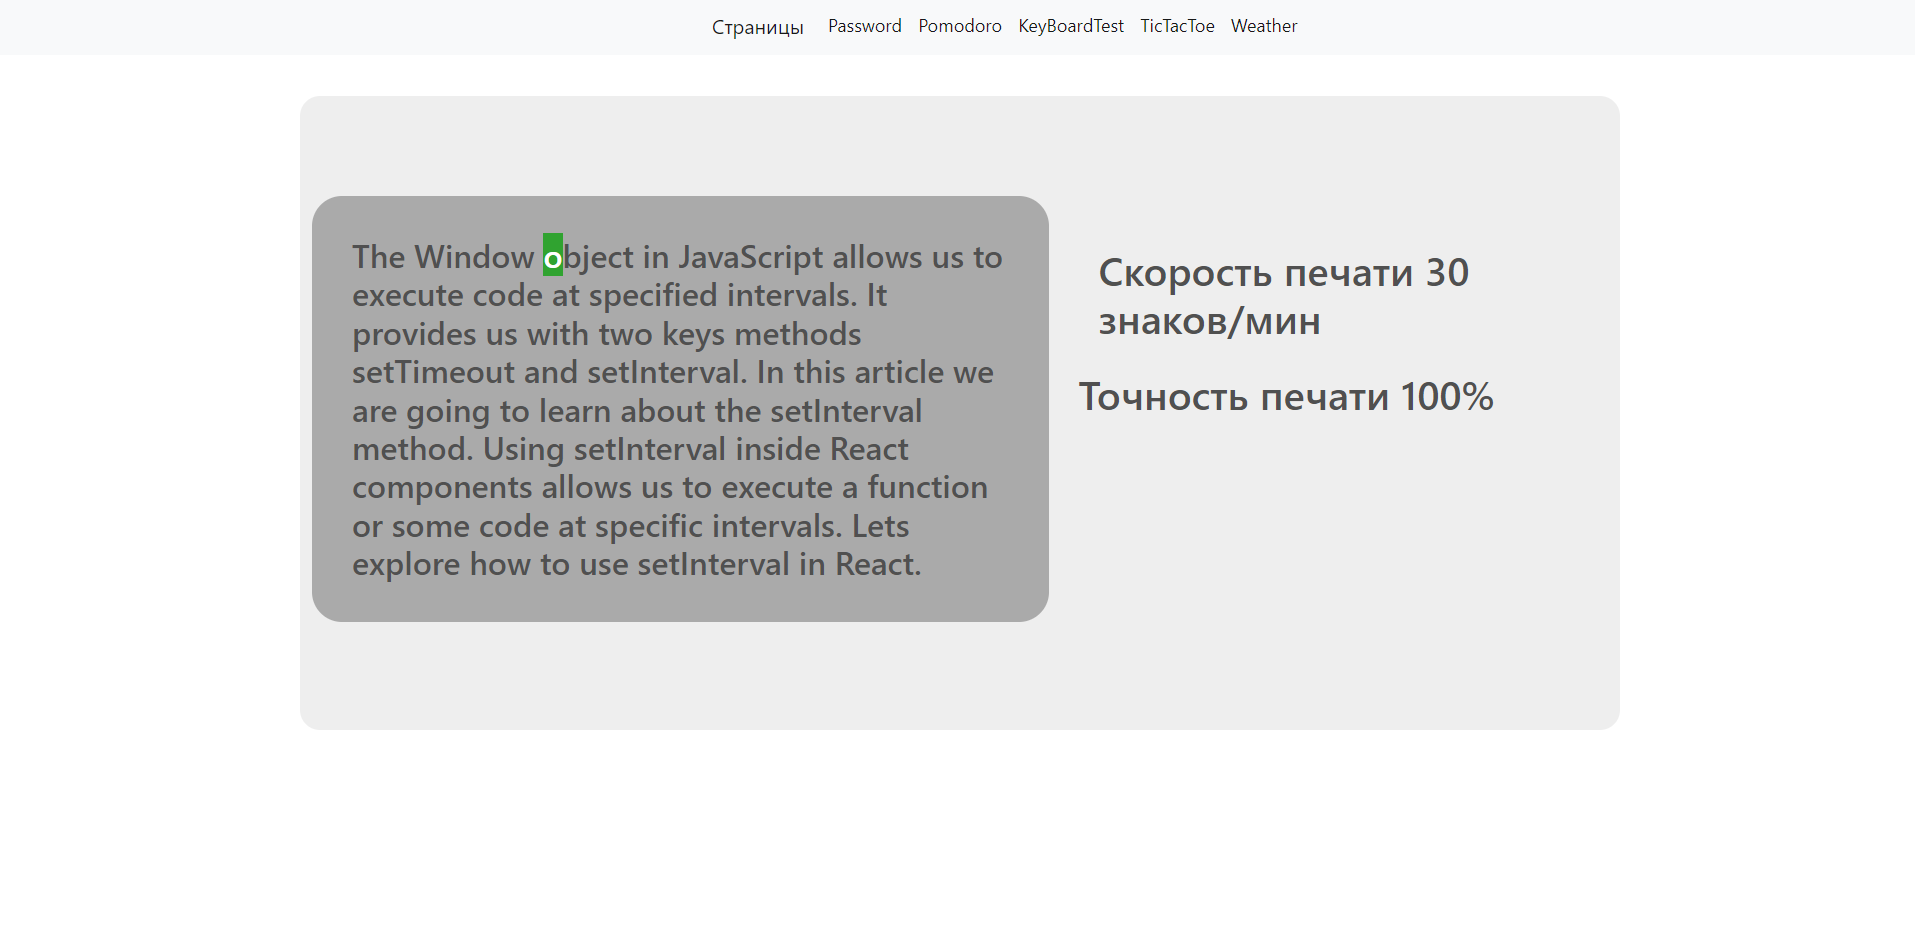 Страницы Password Pomodoro KeyBoardTest TicTacToe Weather
The Window object in JavaScript allows us to
execute code at specified intervals. It
provides us with two keys methods
setTimeout and setInterval. In this article we
are going to learn about the setInterval
method. Using setInterval inside React
components allows us to execute a function
or some code at specific intervals. Lets
explore how to use setInterval in React.
Скорость печати 30
знаков/мин
Точность печати 100%